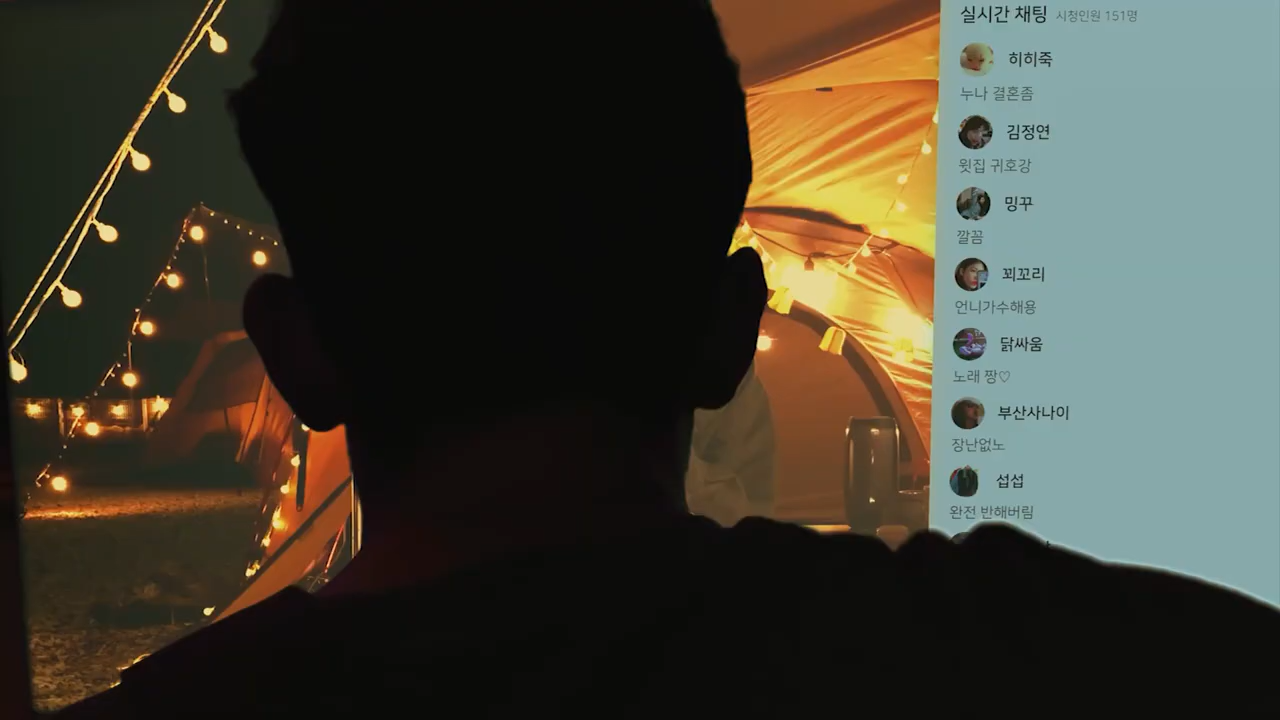 실시간 채팅 시청인원 151명
히히죽
누나 결혼좀
김정연
윗집 귀호강
밍꾸
깔꼼
꾀꼬리
언니가수해용
닭싸움
노래 짱♡
부산사나이
장난없노
섭섭
완전 반해버림